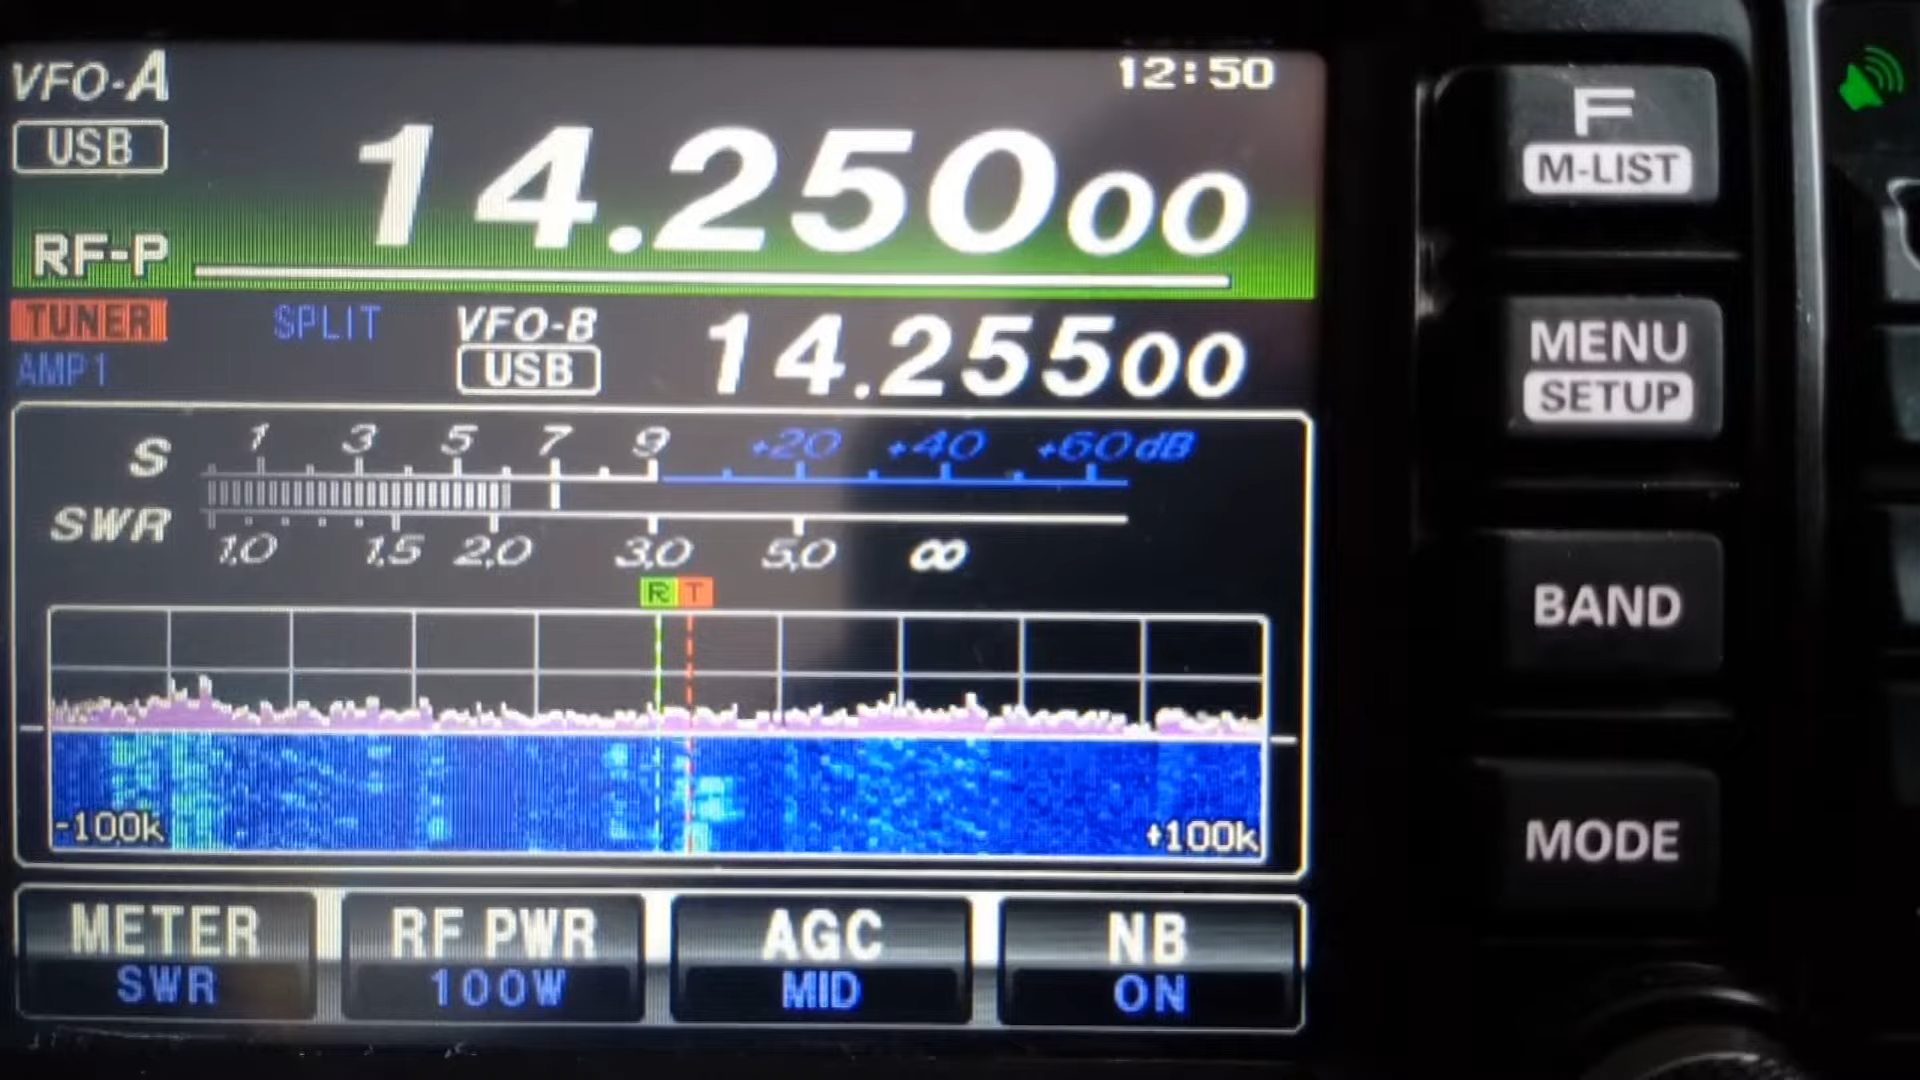 VFO-A
12:50
USB
14.25000
RF-P
TUNER
SPLIT
VFO-B
14.25500
AMP1
USB
S
1 3 5 7 9 +20 +40 +60dB
SWR
1.0 1.5 2.0 3.0 5.0 ∞
R T
-100k
+100k
METER
SWR
RF PWR
100W
AGC
MID
NB
ON
F
M-LIST
MENU
SETUP
BAND
MODE